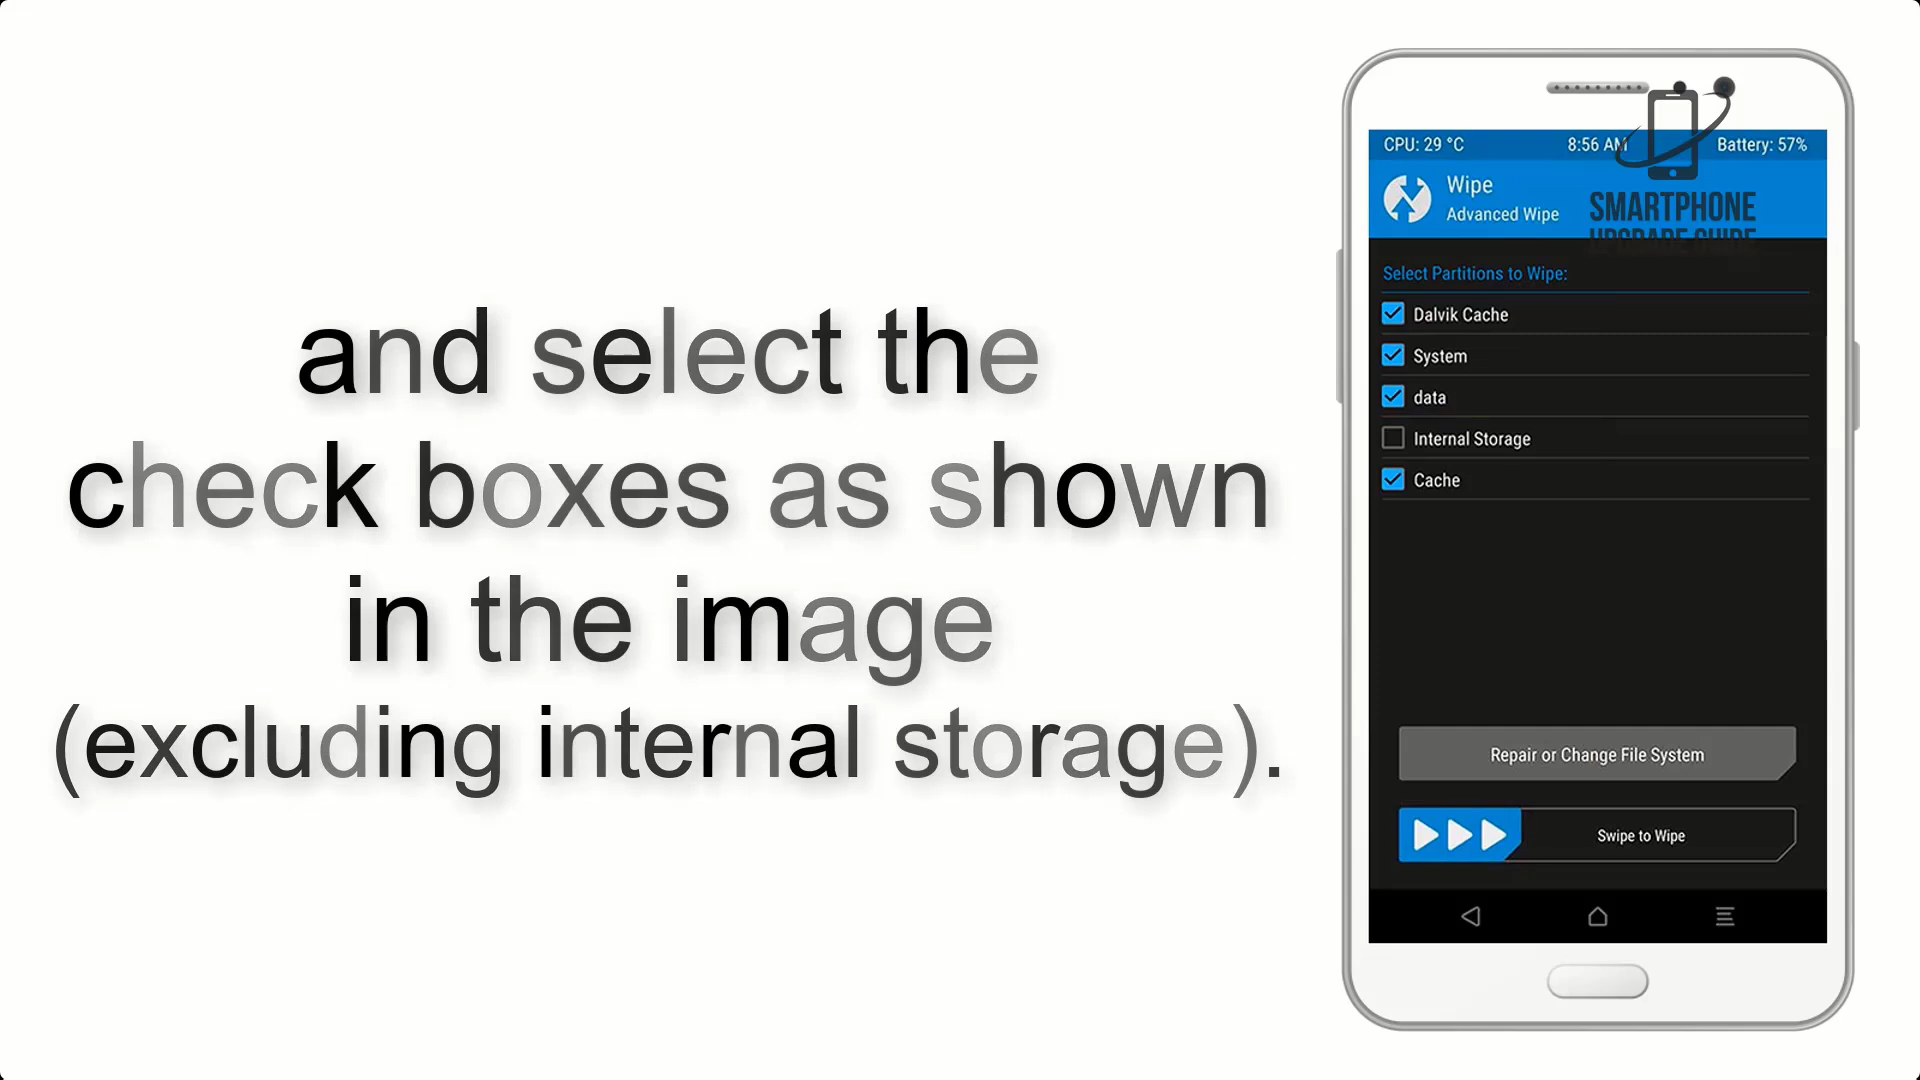 and select the
check boxes as shown
in the image
(excluding internal storage).
CPU: 29 °C 8:56 AM Battery: 57%
Wipe
Advanced Wipe
SMARTPHONE
UPGRADE GUIDE
Select Partitions to Wipe:
Dalvik Cache
System
data
Internal Storage
Cache
Repair or Change File System
Swipe to Wipe